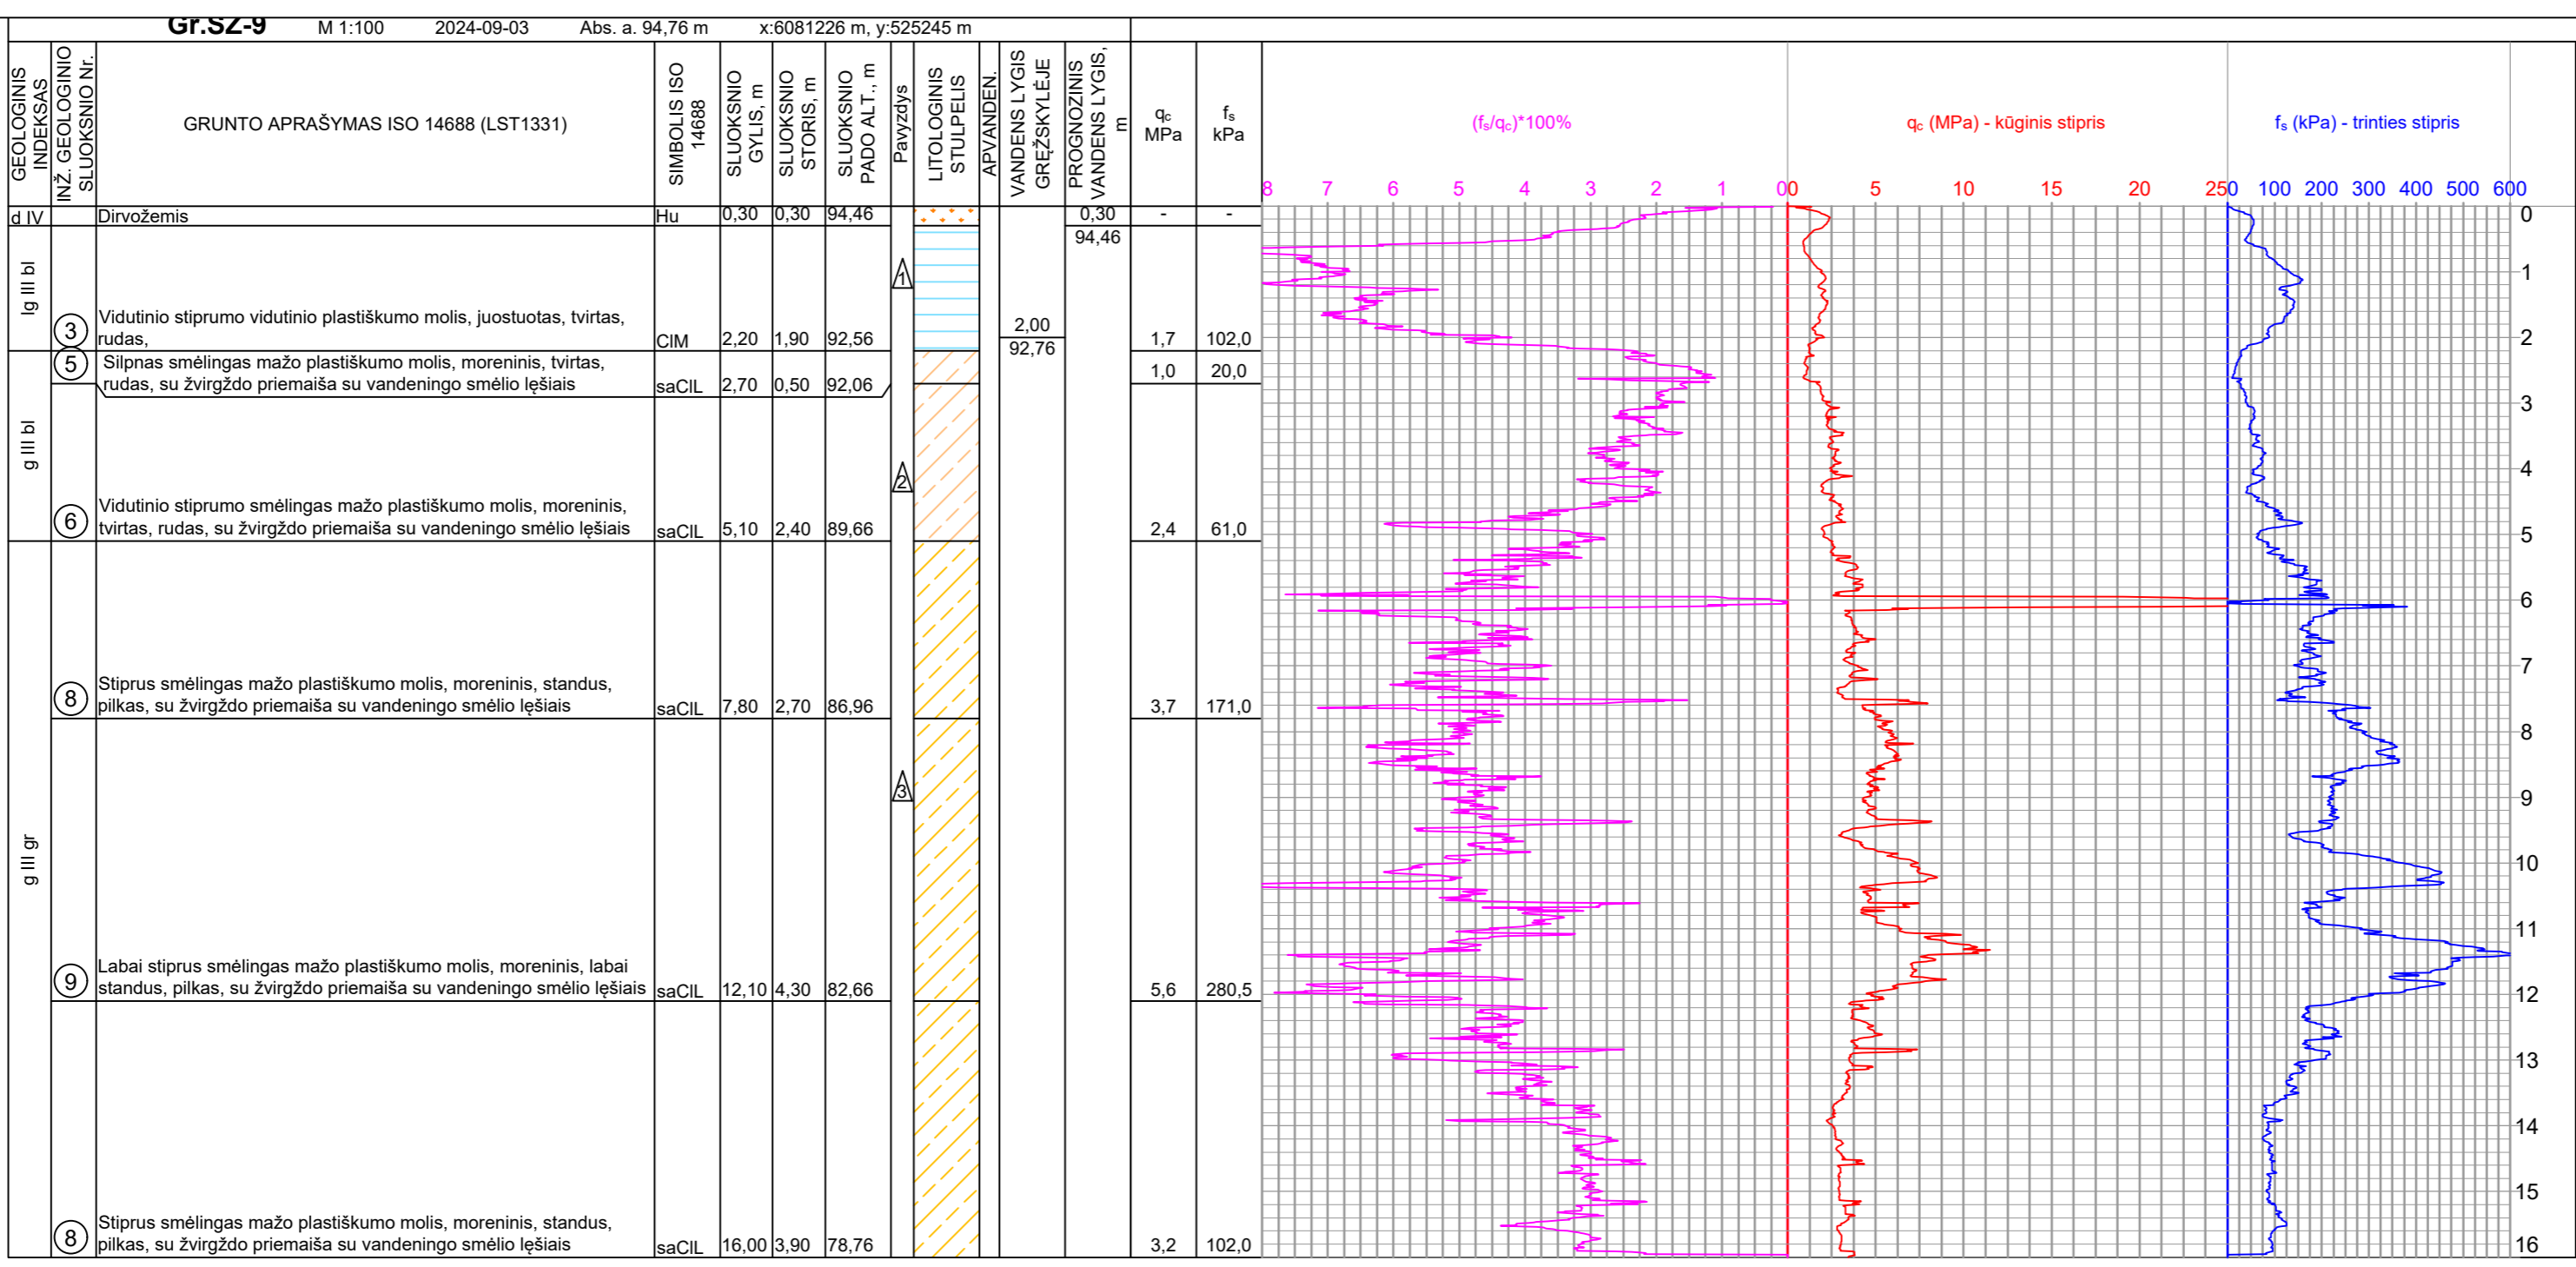 Gr.SZ-9 M 1:100 2024-09-03 Abs. a. 94,76 m x:6081226 m, y:525245 m
GEOLOGINIS
INDEKSAS
INŽ. GEOLOGINIO
SLUOKSNIO Nr.
GRUNTO APRAŠYMAS ISO 14688 (LST1331)
SIMBOLIS ISO
14688
SLUOKSNIO
GYLIS, m
SLUOKSNIO
STORIS, m
SLUOKSNIO
PADO ALT., m
Pavyzdys
LITOLOGINIS
STULPELIS
APVANDEN.
VANDENS LYGIS
GRĘŽSKYLĖJE
PROGNOZINIS
VANDENS LYGIS,
m
qc
MPa
fs
kPa
(fs/qc)*100%
qc (MPa) - kūginis stipris
fs (kPa) - trinties stipris
8 7 6 5 4 3 2 1 0
0 5 10 15 20 25
0 100 200 300 400 500 600
d IV Dirvožemis Hu 0,30 0,30 94,46 0,30 - -
94,46
lg III bl
1
3 Vidutinio stiprumo vidutinio plastiškumo molis, juostuotas, tvirtas,
rudas, ClM 2,20 1,90 92,56 1,7 102,0
2,00
92,76
5 Silpnas smėlingas mažo plastiškumo molis, moreninis, tvirtas,
rudas, su žvirgždo priemaiša su vandeningo smėlio lęšiais saClL 2,70 0,50 92,06 1,0 20,0
g III bl
2
6 Vidutinio stiprumo smėlingas mažo plastiškumo molis, moreninis,
tvirtas, rudas, su žvirgždo priemaiša su vandeningo smėlio lęšiais saClL 5,10 2,40 89,66 2,4 61,0
8 Stiprus smėlingas mažo plastiškumo molis, moreninis, standus,
pilkas, su žvirgždo priemaiša su vandeningo smėlio lęšiais saClL 7,80 2,70 86,96 3,7 171,0
3
g III gr
9 Labai stiprus smėlingas mažo plastiškumo molis, moreninis, labai
standus, pilkas, su žvirgždo priemaiša su vandeningo smėlio lęšiais saClL 12,10 4,30 82,66 5,6 280,5
8 Stiprus smėlingas mažo plastiškumo molis, moreninis, standus,
pilkas, su žvirgždo priemaiša su vandeningo smėlio lęšiais saClL 16,00 3,90 78,76 3,2 102,0
0
1
2
3
4
5
6
7
8
9
10
11
12
13
14
15
16